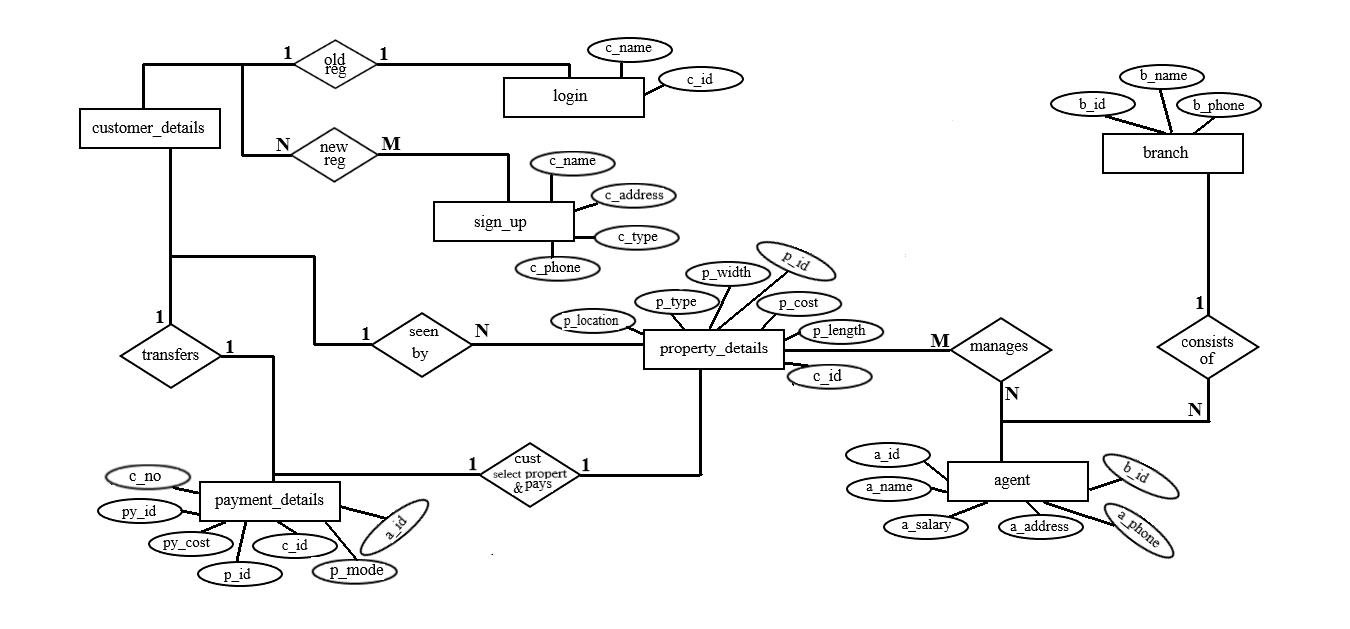 c_name
1
old
reg
1
b_name
c_id
login
b_id
b_phone
customer_details
N
new
reg
M
branch
c_name
c_address
sign_up
c_type
c_phone
p_width
p_id
p_type
p_cost
1
p_location
1
seen
by
N
p_length
1
transfers
1
property_details
M
manages
consists
of
c_id
N
N
cust
select propert
& pays
1
1
a_id
c_no
b_id
agent
a_name
payment_details
py_id
a_id
a_salary
a_address
a_phone
py_cost
c_id
p_id
p_mode